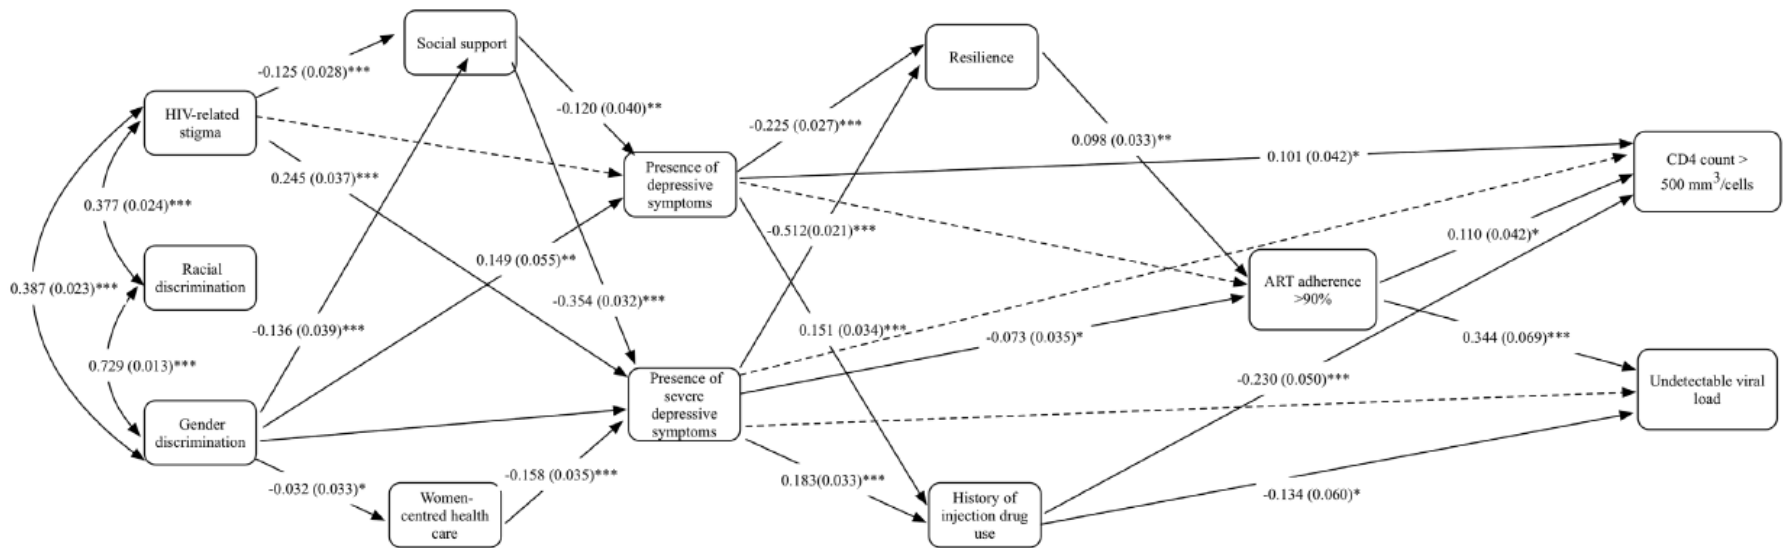 Social support
-0.125 (0.028)***
HIV-related
stigma
-0.120 (0.040)**
Resilience
-0.225 (0.027)***
0.098 (0.033)**
0.101 (0.042)*
CD4 count >
500 mm3/cells
Presence of
depressive
symptoms
0.245 (0.037)***
0.377 (0.024)***
-0.512(0.021)***
0.110 (0.042)*
Racial
discrimination
0.149 (0.055)**
ART adherence
>90%
0.387 (0.023)***
-0.354 (0.032)***
-0.136 (0.039)***
0.151 (0.034)***
-0.073 (0.035)*
0.344 (0.069)***
0.729 (0.013)***
Presence of
severe
depressive
symptoms
-0.230 (0.050)***
Undetectable viral
load
Gender
discrimination
-0.158 (0.035)***
0.183(0.033)***
-0.032 (0.033)*
-0.134 (0.060)*
Women-
centred health
care
History of
injection drug
use